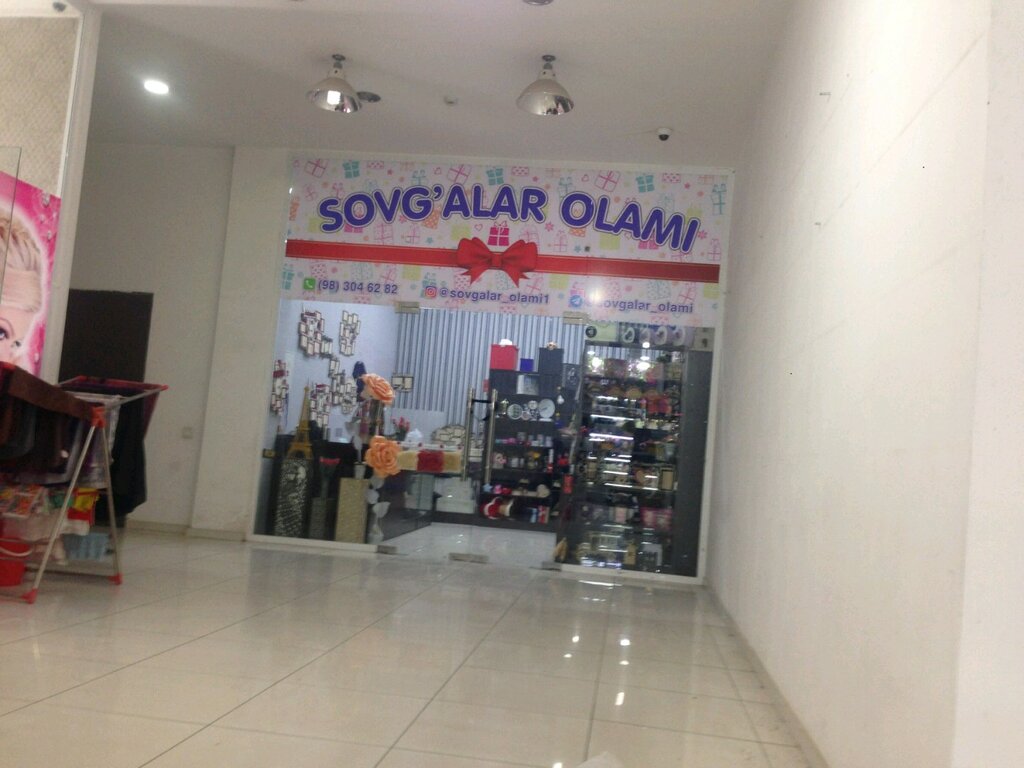 SOVG'ALAR OLAMI
(98) 304 62 82 @sovgalar_olami1 @sovgalar_olami